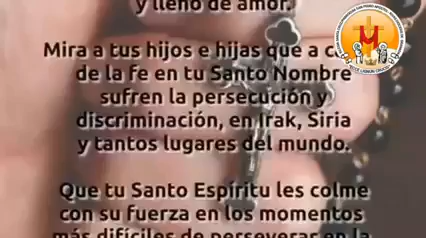 y lleno de amor.
Mira a tus hijos e hijas que a causa
de la fe en tu Santo Nombre
sufren la persecución y
discriminación, en Irak, Siria
y tantos lugares del mundo.
Que tu Santo Espíritu les colme
con su fuerza en los momentos
más difíciles de perseverar en la